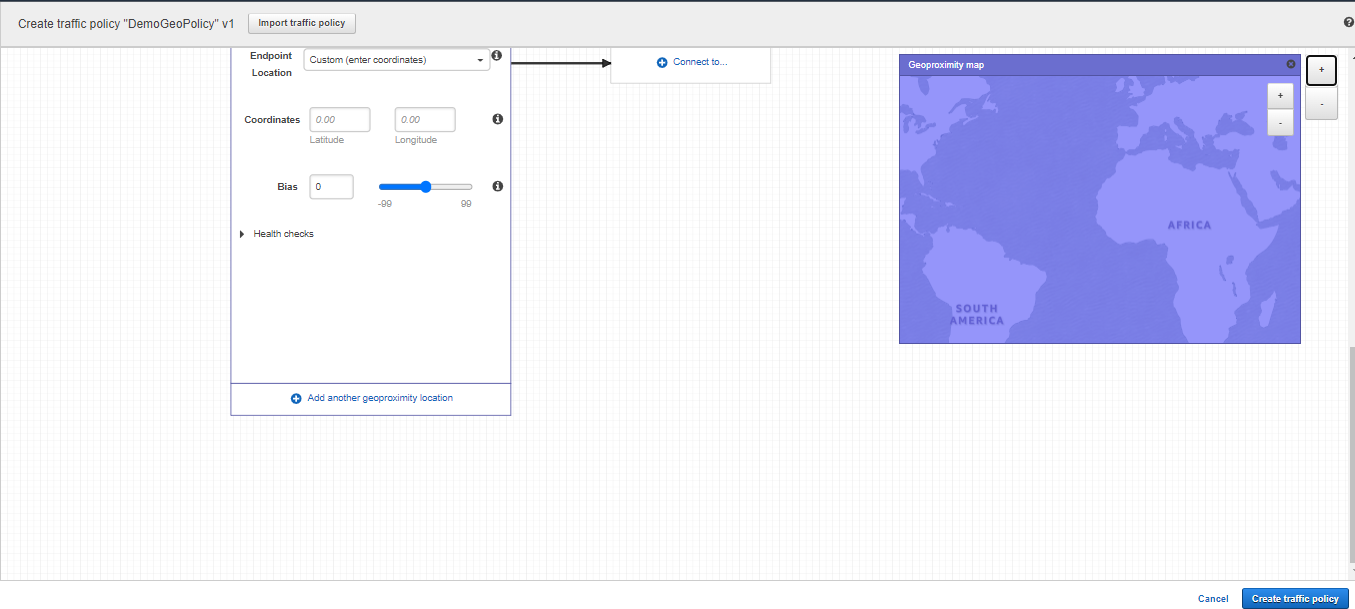 Create traffic policy "DemoGeoPolicy" v1
Import traffic policy
?
Endpoint
Location
Custom (enter coordinates)
Connect to...
Geoproximity map
+
-
+
-
Coordinates
0.00
0.00
Latitude
Longitude
Bias
0
-99
99
Health checks
AFRICA
SOUTH
AMERICA
Add another geoproximity location
Cancel
Create traffic policy